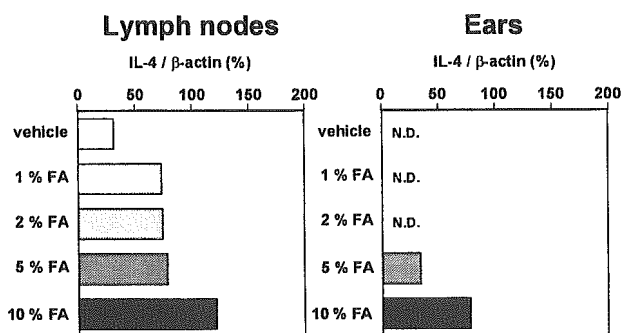 Lymph nodes
IL-4 / β-actin (%)
0 50 100 150 200
vehicle
1 % FA
2 % FA
5 % FA
10 % FA
Ears
IL-4 / β-actin (%)
0 50 100 150 200
vehicle N.D.
1 % FA N.D.
2 % FA N.D.
5 % FA
10 % FA